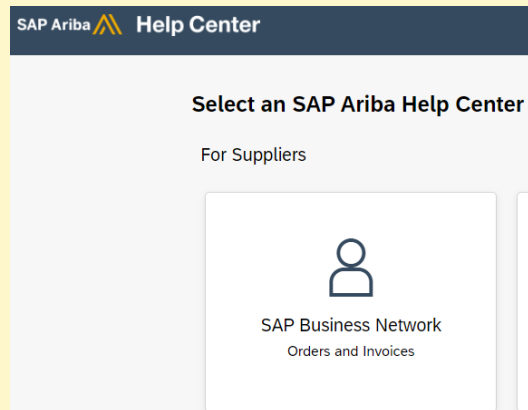 SAP Ariba Help Center
Select an SAP Ariba Help Center
For Suppliers
SAP Business Network
Orders and Invoices